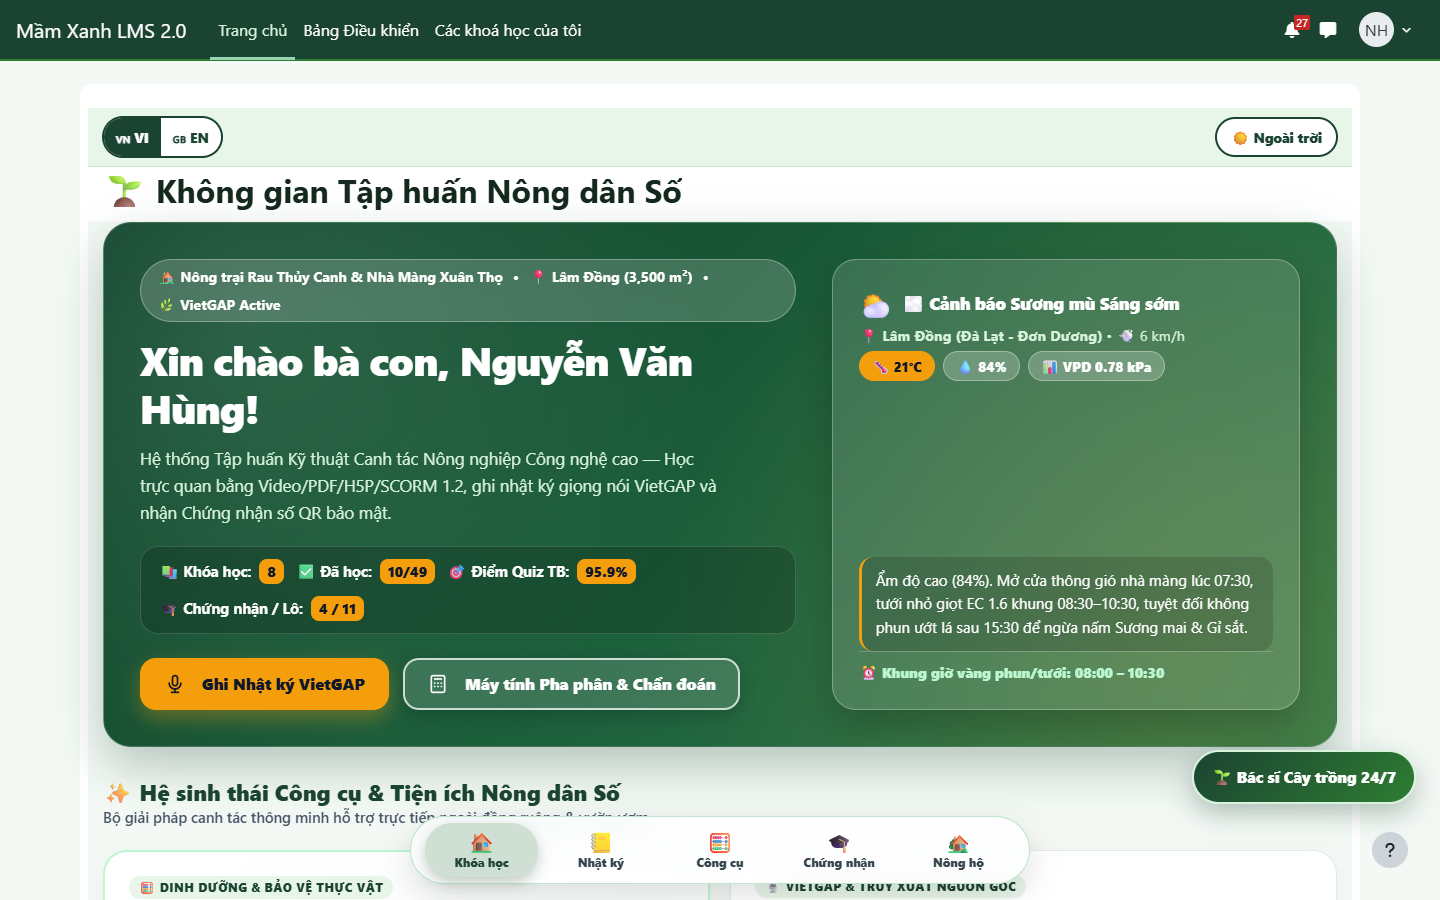 Mầm Xanh LMS 2.0
Trang chủ
Bảng Điều khiển
Các khoá học của tôi
27
NH
VN VI
GB EN
Ngoài trời
Không gian Tập huấn Nông dân Số
Nông trại Rau Thủy Canh & Nhà Màng Xuân Thọ • Lâm Đồng (3,500 m²) •
VietGAP Active
Xin chào bà con, Nguyễn Văn
Hùng!
Hệ thống Tập huấn Kỹ thuật Canh tác Nông nghiệp Công nghệ cao — Học
trực quan bằng Video/PDF/H5P/SCORM 1.2, ghi nhật ký giọng nói VietGAP và
nhận Chứng nhận số QR bảo mật.
Khóa học: 8
Đã học: 10/49
Điểm Quiz TB: 95.9%
Chứng nhận / Lô: 4 / 11
Ghi Nhật ký VietGAP
Máy tính Pha phân & Chẩn đoán
Cảnh báo Sương mù Sáng sớm
Lâm Đồng (Đà Lạt - Đơn Dương) • 6 km/h
21°C
84%
VPD 0.78 kPa
Ẩm độ cao (84%). Mở cửa thông gió nhà màng lúc 07:30,
tưới nhỏ giọt EC 1.6 khung 08:30–10:30, tuyệt đối không
phun ướt lá sau 15:30 để ngừa nấm Sương mai & Gỉ sắt.
Khung giờ vàng phun/tưới: 08:00 – 10:30
Bác sĩ Cây trồng 24/7
Hệ sinh thái Công cụ & Tiện ích Nông dân Số
Bộ giải pháp canh tác thông minh hỗ trợ trực tiếp ngoài đồng ruộng & vườn ươm
Khóa học
Nhật ký
Công cụ
Chứng nhận
Nông hộ
?
DINH DƯỠNG & BẢO VỆ THỰC VẬT
VIETGAP & TRUY XUẤT NGUỒN GỐC